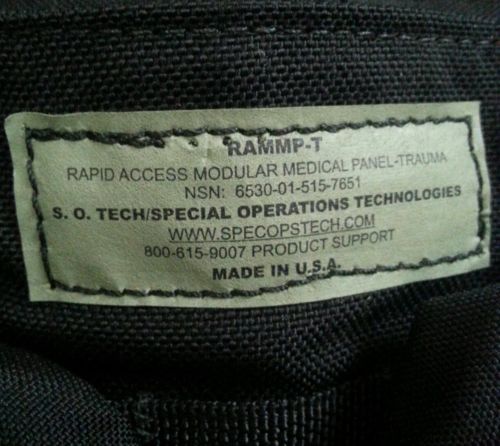 RAMMP-T
RAPID ACCESS MODULAR MEDICAL PANEL-TRAUMA
NSN: 6530-01-515-7651
S. O. TECH/SPECIAL OPERATIONS TECHNOLOGIES
WWW.SPECOPSTECH.COM
800-615-9007 PRODUCT SUPPORT
MADE IN U.S.A.